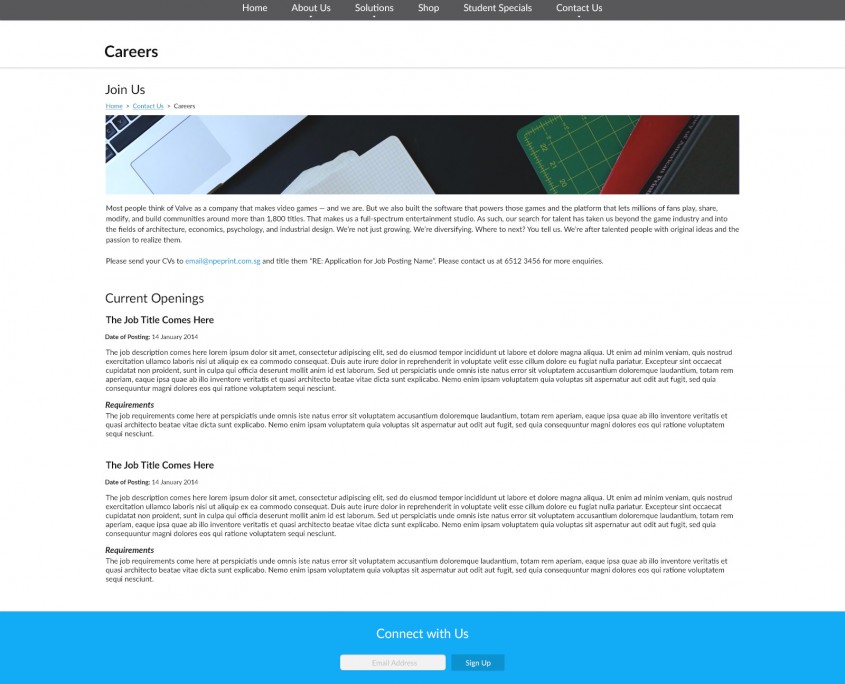 Home About Us Solutions Shop Student Specials Contact Us
Careers
Join Us
Home > Contact Us > Careers
Most people think of Valve as a company that makes video games — and we are. But we also built the software that powers those games and the platform that lets millions of fans play, share,
modify, and build communities around more than 1,800 titles. That makes us a full-spectrum entertainment studio. As such, our search for talent has taken us beyond the game industry and into
the fields of architecture, economics, psychology, and industrial design. We're not just growing. We're diversifying. Where to next? You tell us. We're after talented people with original ideas and the
passion to realize them.
Please send your CVs to email@npeprint.com.sg and title them "RE: Application for Job Posting Name". Please contact us at 6512 3456 for more enquiries.
Current Openings
The Job Title Comes Here
Date of Posting: 14 January 2014
The job description comes here lorem ipsum dolor sit amet, consectetur adipiscing elit, sed do eiusmod tempor incididunt ut labore et dolore magna aliqua. Ut enim ad minim veniam, quis nostrud
exercitation ullamco laboris nisi ut aliquip ex ea commodo consequat. Duis aute irure dolor in reprehenderit in voluptate velit esse cillum dolore eu fugiat nulla pariatur. Excepteur sint occaecat
cupidatat non proident, sunt in culpa qui officia deserunt mollit anim id est laborum. Sed ut perspiciatis unde omnis iste natus error sit voluptatem accusantium doloremque laudantium, totam rem
aperiam, eaque ipsa quae ab illo inventore veritatis et quasi architecto beatae vitae dicta sunt explicabo. Nemo enim ipsam voluptatem quia voluptas sit aspernatur aut odit aut fugit, sed quia
consequuntur magni dolores eos qui ratione voluptatem sequi nesciunt.
Requirements
The job requirements come here at perspiciatis unde omnis iste natus error sit voluptatem accusantium doloremque laudantium, totam rem aperiam, eaque ipsa quae ab illo inventore veritatis et
quasi architecto beatae vitae dicta sunt explicabo. Nemo enim ipsam voluptatem quia voluptas sit aspernatur aut odit aut fugit, sed quia consequuntur magni dolores eos qui ratione voluptatem
sequi nesciunt.
The Job Title Comes Here
Date of Posting: 14 January 2014
The job description comes here lorem ipsum dolor sit amet, consectetur adipiscing elit, sed do eiusmod tempor incididunt ut labore et dolore magna aliqua. Ut enim ad minim veniam, quis nostrud
exercitation ullamco laboris nisi ut aliquip ex ea commodo consequat. Duis aute irure dolor in reprehenderit in voluptate velit esse cillum dolore eu fugiat nulla pariatur. Excepteur sint occaecat
cupidatat non proident, sunt in culpa qui officia deserunt mollit anim id est laborum. Sed ut perspiciatis unde omnis iste natus error sit voluptatem accusantium doloremque laudantium, totam rem
aperiam, eaque ipsa quae ab illo inventore veritatis et quasi architecto beatae vitae dicta sunt explicabo. Nemo enim ipsam voluptatem quia voluptas sit aspernatur aut odit aut fugit, sed quia
consequuntur magni dolores eos qui ratione voluptatem sequi nesciunt.
Requirements
The job requirements come here at perspiciatis unde omnis iste natus error sit voluptatem accusantium doloremque laudantium, totam rem aperiam, eaque ipsa quae ab illo inventore veritatis et
quasi architecto beatae vitae dicta sunt explicabo. Nemo enim ipsam voluptatem quia voluptas sit aspernatur aut odit aut fugit, sed quia consequuntur magni dolores eos qui ratione voluptatem
sequi nesciunt.
Connect with Us
Email Address Sign Up